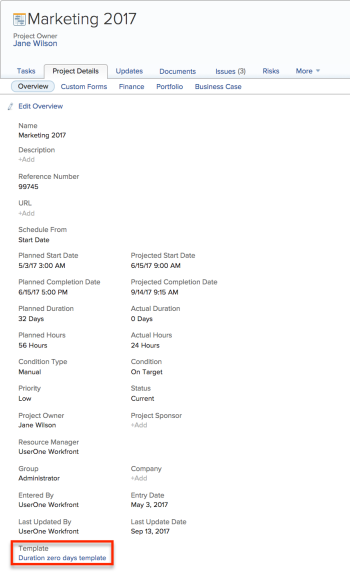 Marketing 2017
Project Owner
Jane Wilson
Tasks Project Details Updates Documents Issues (3) Risks More
Overview Custom Forms Finance Portfolio Business Case
Edit Overview
Name
Marketing 2017
Description
+Add
Reference Number
99745
URL
+Add
Schedule From
Start Date
Planned Start Date Projected Start Date
5/3/17 3:00 AM 6/15/17 9:00 AM
Planned Completion Date Projected Completion Date
6/15/17 5:00 PM 9/14/17 9:15 AM
Planned Duration Actual Duration
32 Days 0 Days
Planned Hours Actual Hours
56 Hours 24 Hours
Condition Type Condition
Manual On Target
Priority Status
Low Current
Project Owner Project Sponsor
Jane Wilson +Add
Resource Manager
UserOne Workfront
Group Company
Administrator +Add
Entered By Entry Date
UserOne Workfront May 3, 2017
Last Updated By Last Update Date
UserOne Workfront Sep 13, 2017
Template
Duration zero days template